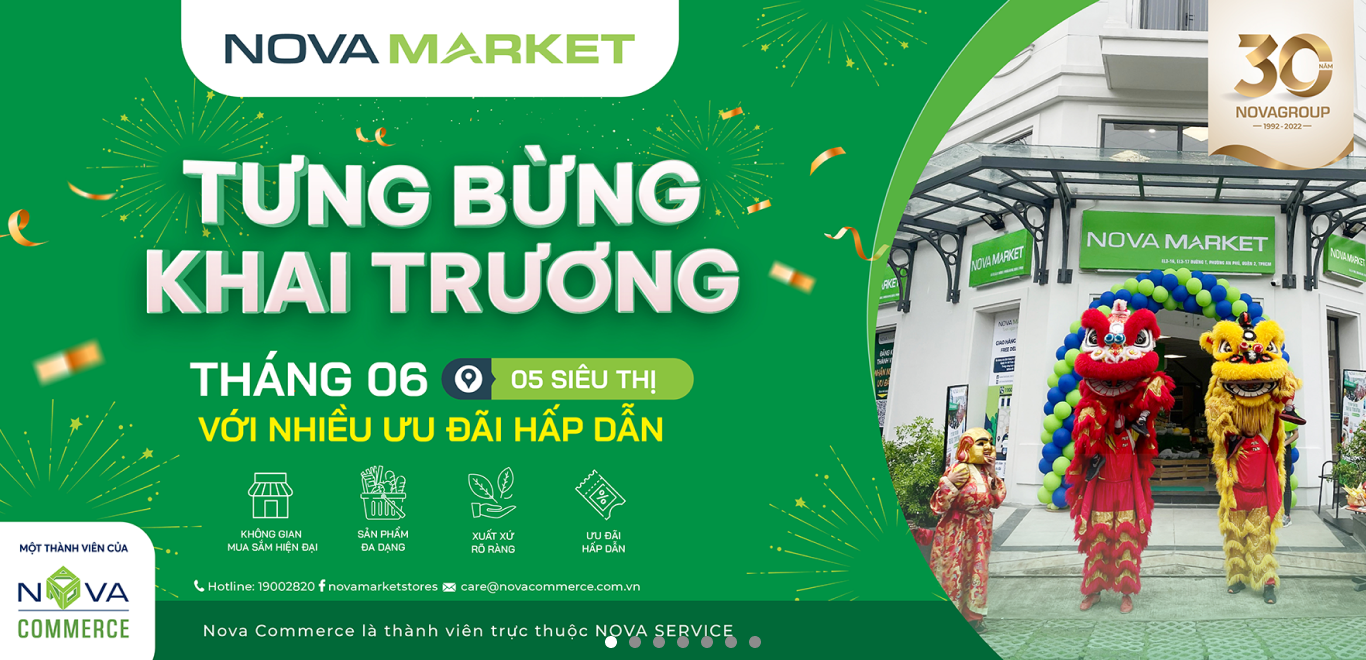 NOVA MARKET
30 NĂM
NOVAGROUP
1992 - 2022
TƯNG BỪNG
KHAI TRƯƠNG
THÁNG 06
05 SIÊU THỊ
VỚI NHIỀU ƯU ĐÃI HẤP DẪN
KHÔNG GIAN
MUA SẮM HIỆN ĐẠI
SẢN PHẨM
ĐA DẠNG
XUẤT XỨ
RÕ RÀNG
ƯU ĐÃI
HẤP DẪN
Hotline: 19002820 novamarketstores care@novacommerce.com.vn
MỘT THÀNH VIÊN CỦA
NOVA
COMMERCE
Nova Commerce là thành viên trực thuộc NOVA SERVICE
NOVA MARKET
NOVA MARKET
NOVA MARKET
MARKET